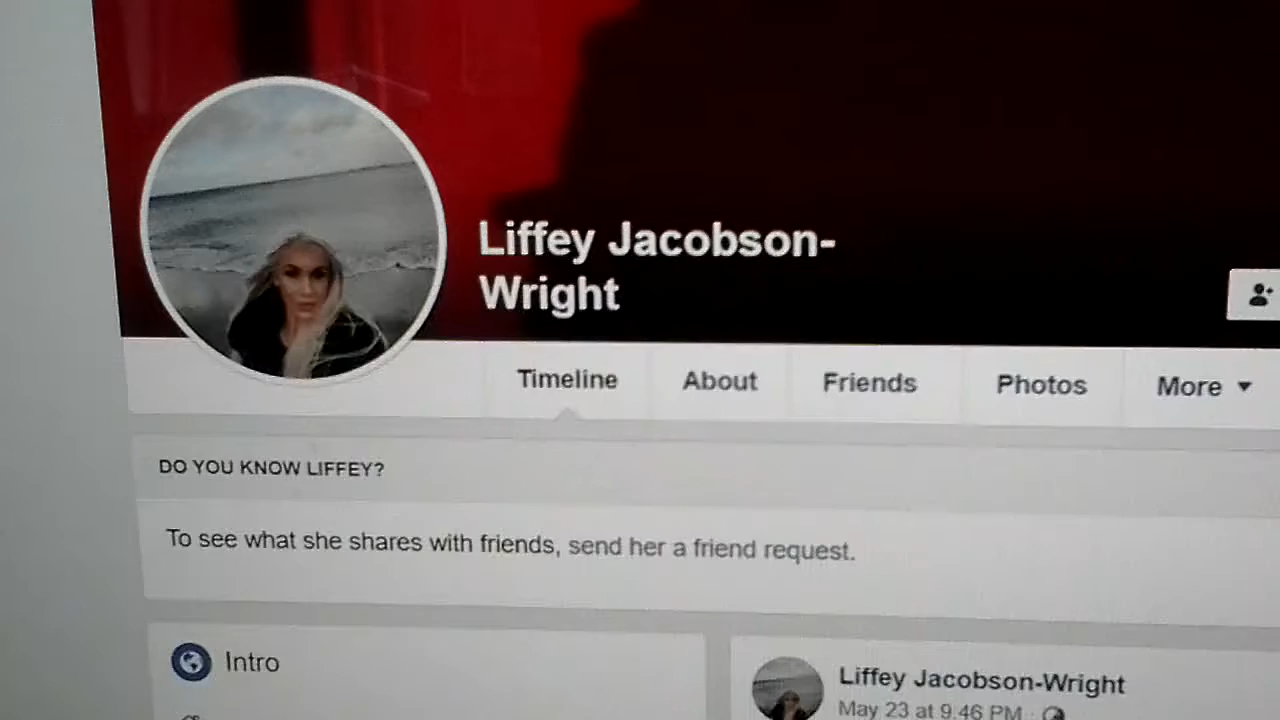 Liffey Jacobson-
Wright
Timeline
About
Friends
Photos
More
DO YOU KNOW LIFFEY?
To see what she shares with friends, send her a friend request.
Intro
Liffey Jacobson-Wright
May 23 at 9:46 PM ·